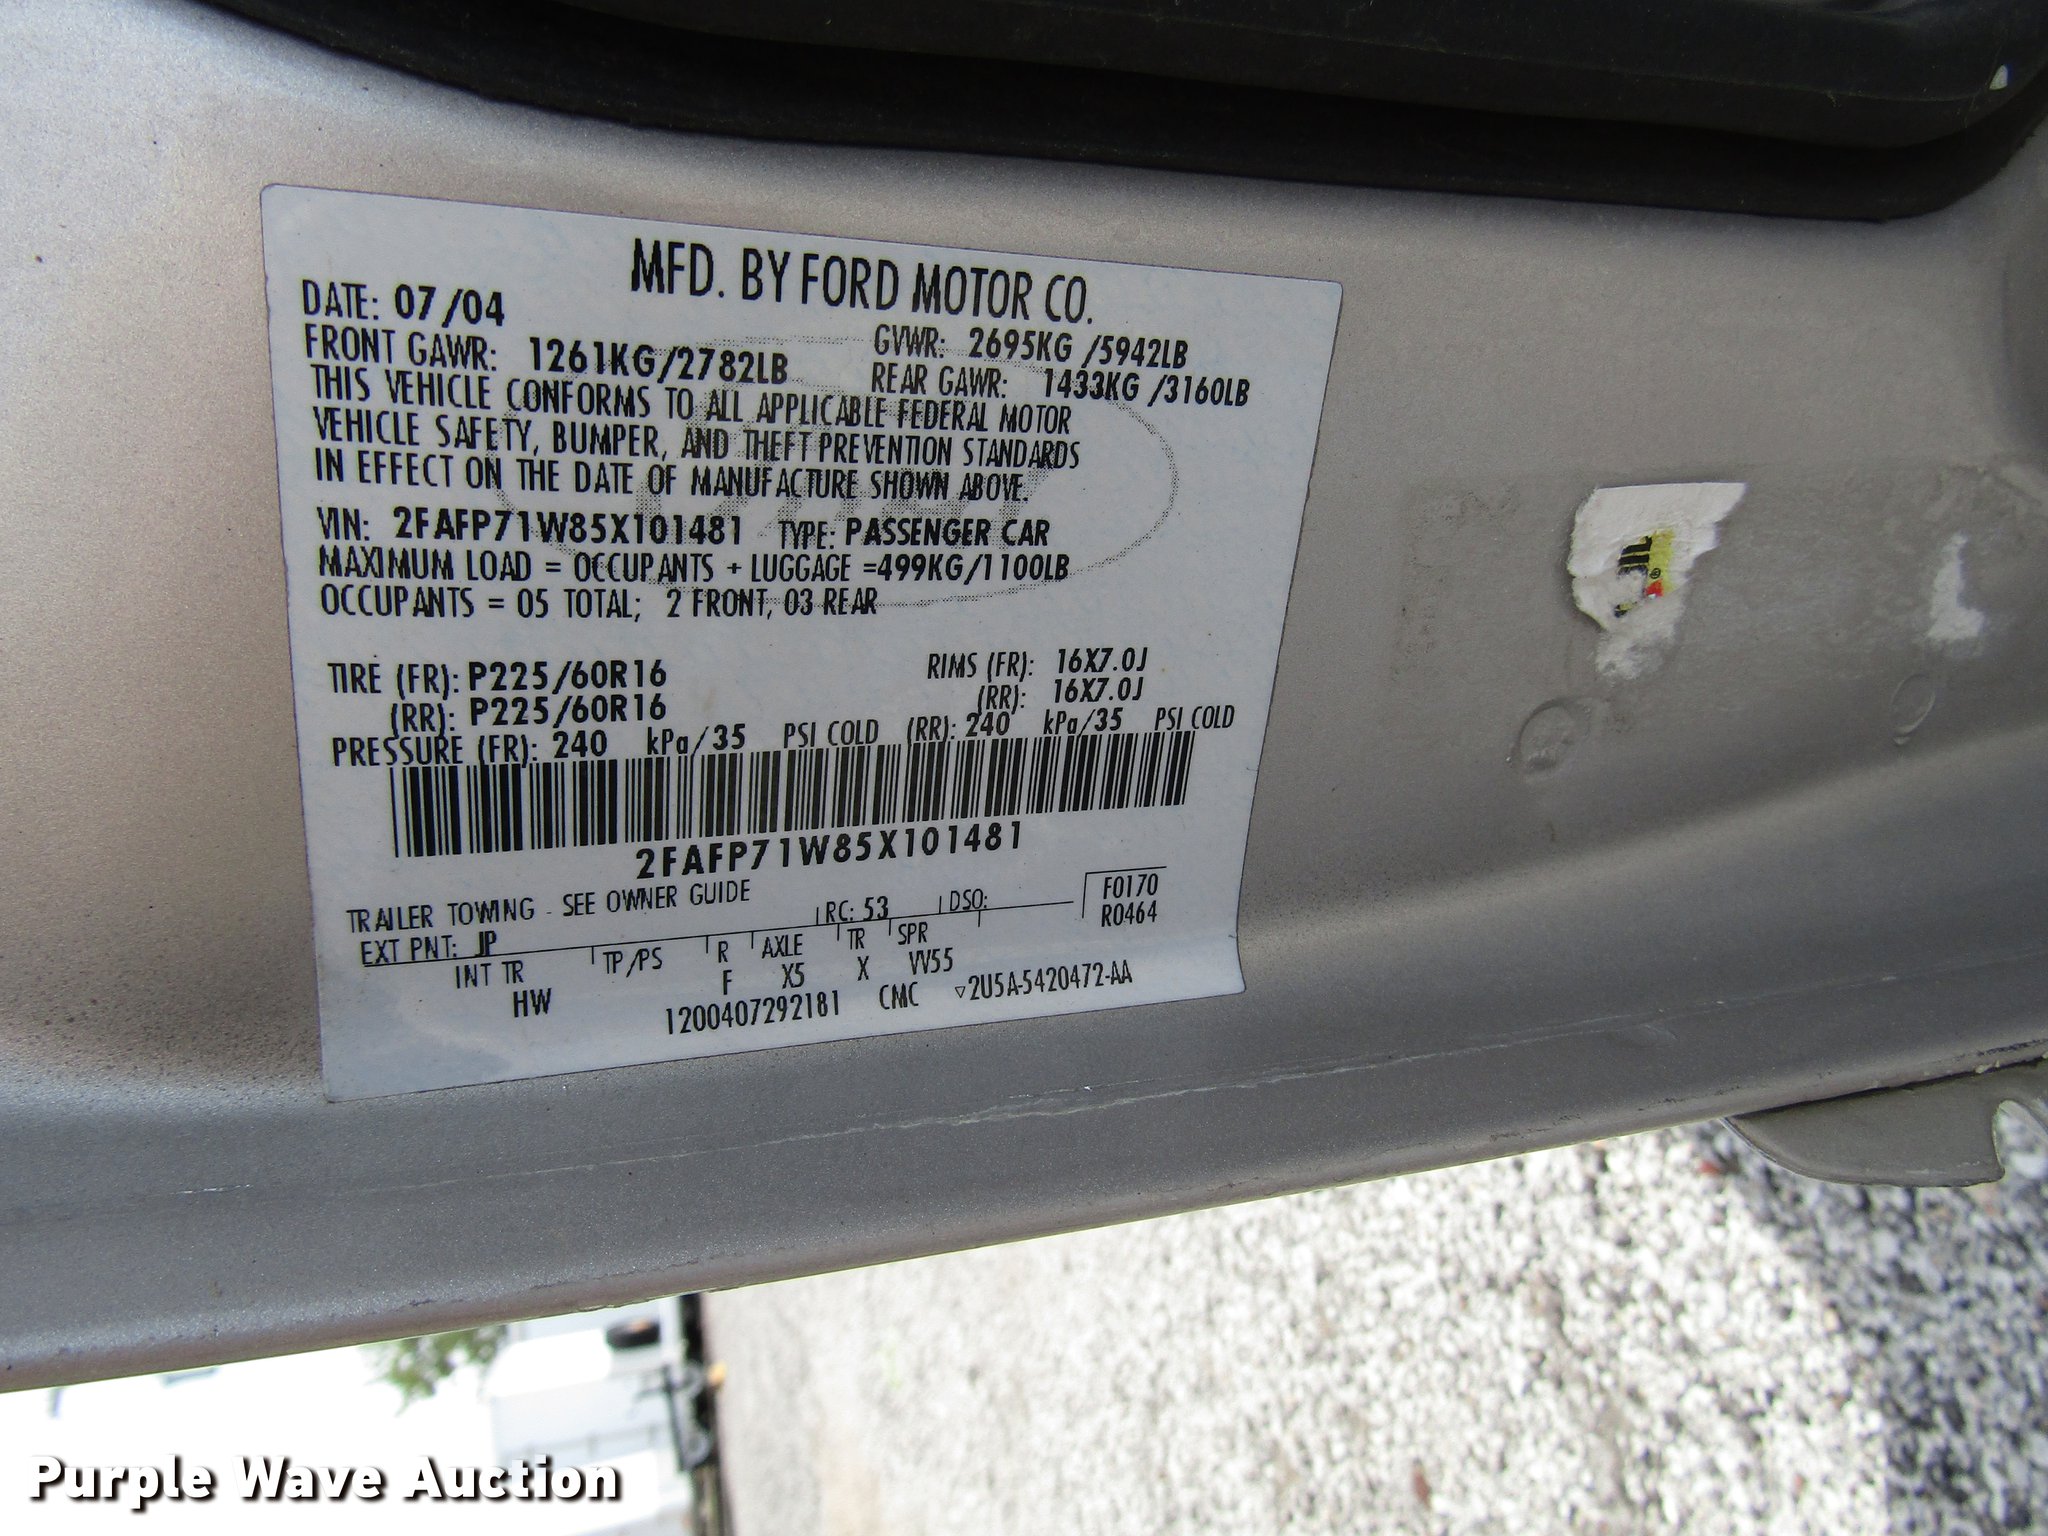 MFD. BY FORD MOTOR CO.
DATE: 07/04 GVWR: 2695KG /5942LB
FRONT GAWR: 1261KG/2782LB REAR GAWR: 1433KG /3160LB
THIS VEHICLE CONFORMS TO ALL APPLICABLE FEDERAL MOTOR
VEHICLE SAFETY, BUMPER, AND THEFT PREVENTION STANDARDS
IN EFFECT ON THE DATE OF MANUFACTURE SHOWN ABOVE.
VIN: 2FAFP71W85X101481 TYPE: PASSENGER CAR
MAXIMUM LOAD = OCCUPANTS + LUGGAGE =499KG/1100LB
OCCUPANTS = 05 TOTAL; 2 FRONT, 03 REAR
TIRE (FR): P225/60R16 RIMS (FR): 16X7.0J
(RR): P225/60R16 (RR): 16X7.0J
PRESSURE (FR): 240 kPa/35 PSI COLD (RR): 240 kPa/35 PSI COLD
2FAFP71W85X101481
TRAILER TOWING - SEE OWNER GUIDE F0170
EXT PNT: JP RC: 53 DSO: R0464
INT TR TP/PS R AXLE TR SPR
HW F X5 X VV55
1200407292181 CMC ▽2U5A-5420472-AA
Purple Wave Auction